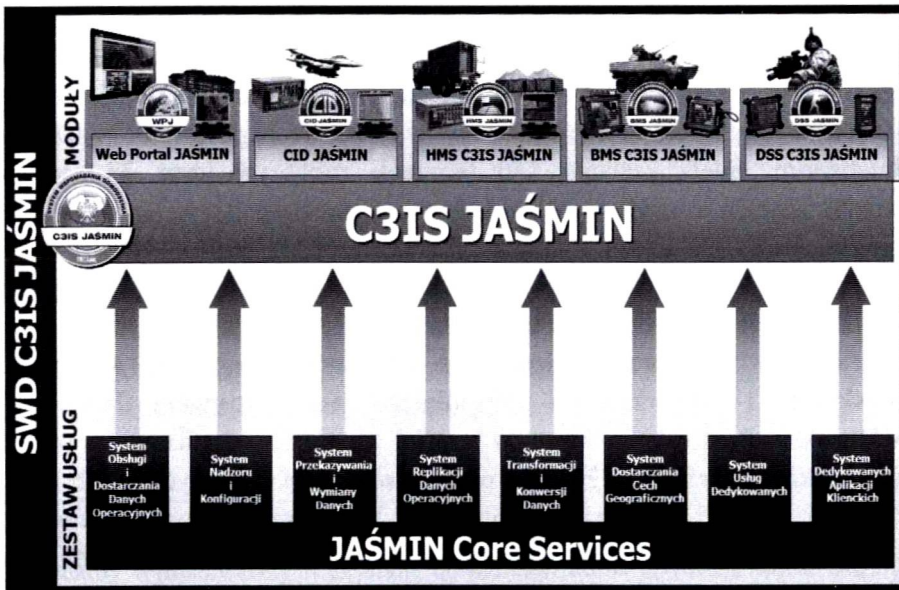 SWD C3IS JAŚMIN
MODUŁY
WPJ
Web Portal JAŚMIN
CID JAŚMIN
CID JAŚMIN
HMS C3IS JAŚMIN
HMS C3IS JAŚMIN
BMS C3IS JAŚMIN
BMS C3IS JAŚMIN
DSS C3IS JAŚMIN
DSS C3IS JAŚMIN
C3IS JAŚMIN
C3IS JAŚMIN
ZESTAW USŁUG
System
Obsługi
i
Dostarczania
Danych
Operacyjnych
System
Nadzoru
i
Konfiguracji
System
Przekazywania
i
Wymiany
Danych
System
Replikacji
Danych
Operacyjnych
System
Transformacji
i
Konwersji
Danych
System
Dostarczania
Cech
Geograficznych
System
Usług
Dedykowanych
System
Dedykowanych
Aplikacji
Klienckich
JAŚMIN Core Services